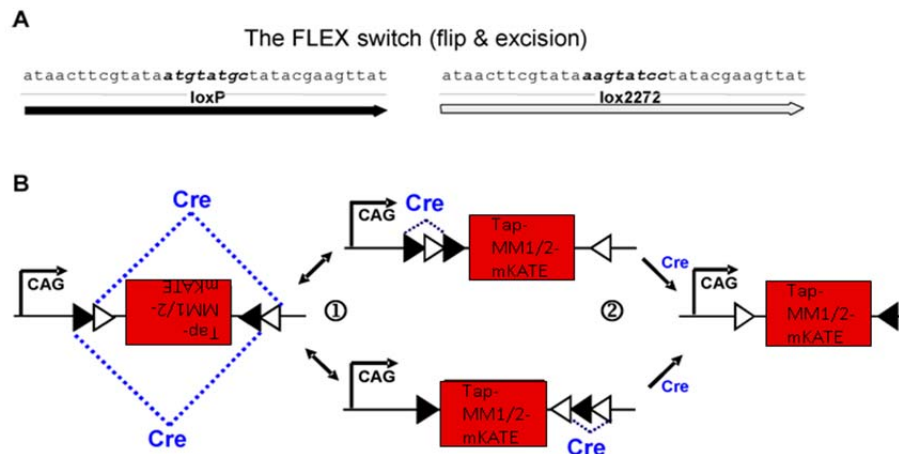 A
The FLEX switch (flip & excision)
ataacttcgtataatgtatgctatacgaagttat
loxP
ataacttcgtataaagtatcctatacgaagttat
lox2272
B
Cre
CAG
Tap-
MM1/2-
mKATE
Cre
①
CAG
Cre
Tap-
MM1/2-
mKATE
CAG
Tap-
MM1/2-
mKATE
Cre
②
Cre
Cre
CAG
Tap-
MM1/2-
mKATE